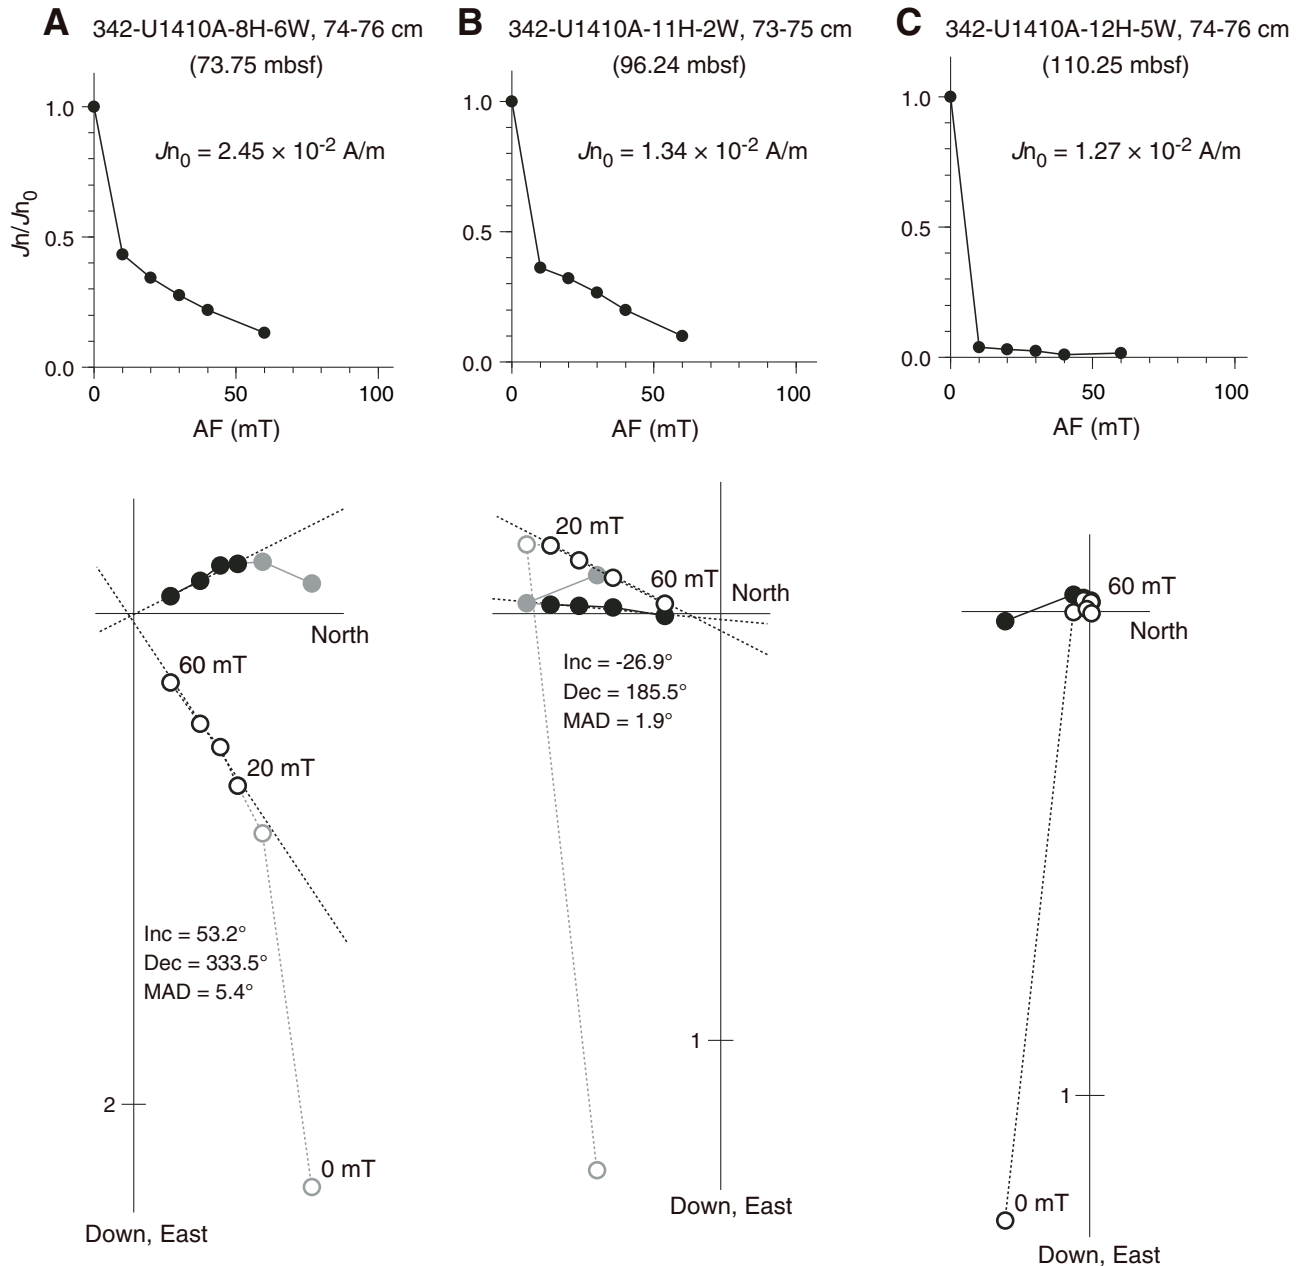 A 342-U1410A-8H-6W, 74-76 cm
(73.75 mbsf)
1.0
Jn₀ = 2.45 × 10⁻² A/m
Jn/Jn₀
0.5
0.0
0 50 100
AF (mT)
B 342-U1410A-11H-2W, 73-75 cm
(96.24 mbsf)
1.0
Jn₀ = 1.34 × 10⁻² A/m
0.5
0.0
0 50 100
AF (mT)
C 342-U1410A-12H-5W, 74-76 cm
(110.25 mbsf)
1.0
Jn₀ = 1.27 × 10⁻² A/m
0.5
0.0
0 50 100
AF (mT)
North
60 mT
20 mT
Inc = 53.2°
Dec = 333.5°
MAD = 5.4°
2
0 mT
Down, East
20 mT
60 mT
North
Inc = -26.9°
Dec = 185.5°
MAD = 1.9°
1
Down, East
60 mT
North
1
0 mT
Down, East